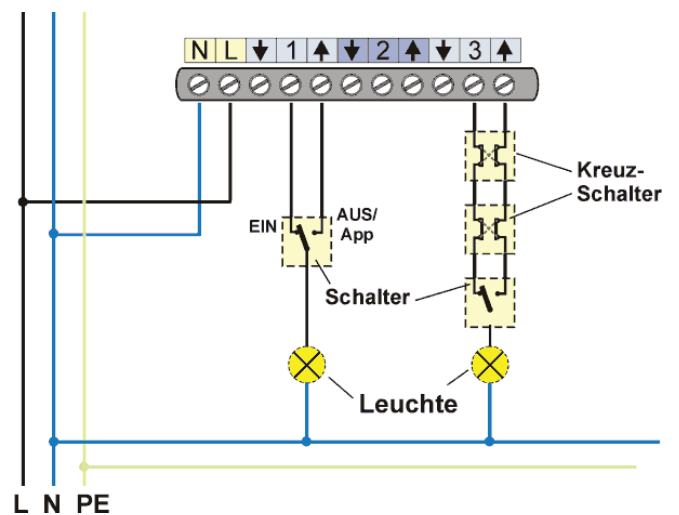 N L ↓ 1 ↑ ↓ 2 ↑ ↓ 3 ↑
Kreuz-
Schalter
EIN
AUS/
App
Schalter
Leuchte
L N PE